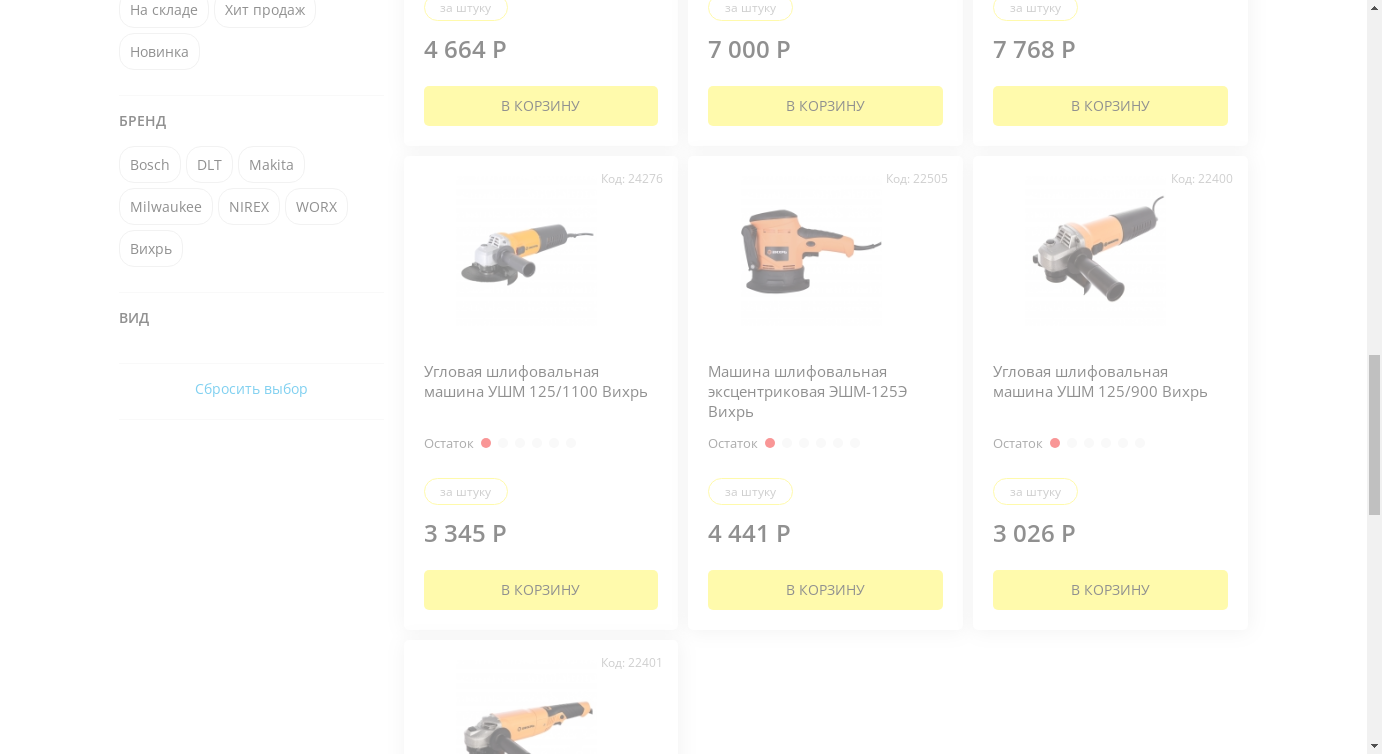 На складе
Хит продаж
Новинка
БРЕНД
Bosch
DLT
Makita
Milwaukee
NIREX
WORX
Вихрь
ВИД
Сбросить выбор
за штуку
4 664 Р
В КОРЗИНУ
за штуку
7 000 Р
В КОРЗИНУ
за штуку
7 768 Р
В КОРЗИНУ
Код: 24276
Угловая шлифовальная
машина УШМ 125/1100 Вихрь
Остаток
за штуку
3 345 Р
В КОРЗИНУ
Код: 22505
Машина шлифовальная
эксцентриковая ЭШМ-125Э
Вихрь
Остаток
за штуку
4 441 Р
В КОРЗИНУ
Код: 22400
Угловая шлифовальная
машина УШМ 125/900 Вихрь
Остаток
за штуку
3 026 Р
В КОРЗИНУ
Код: 22401